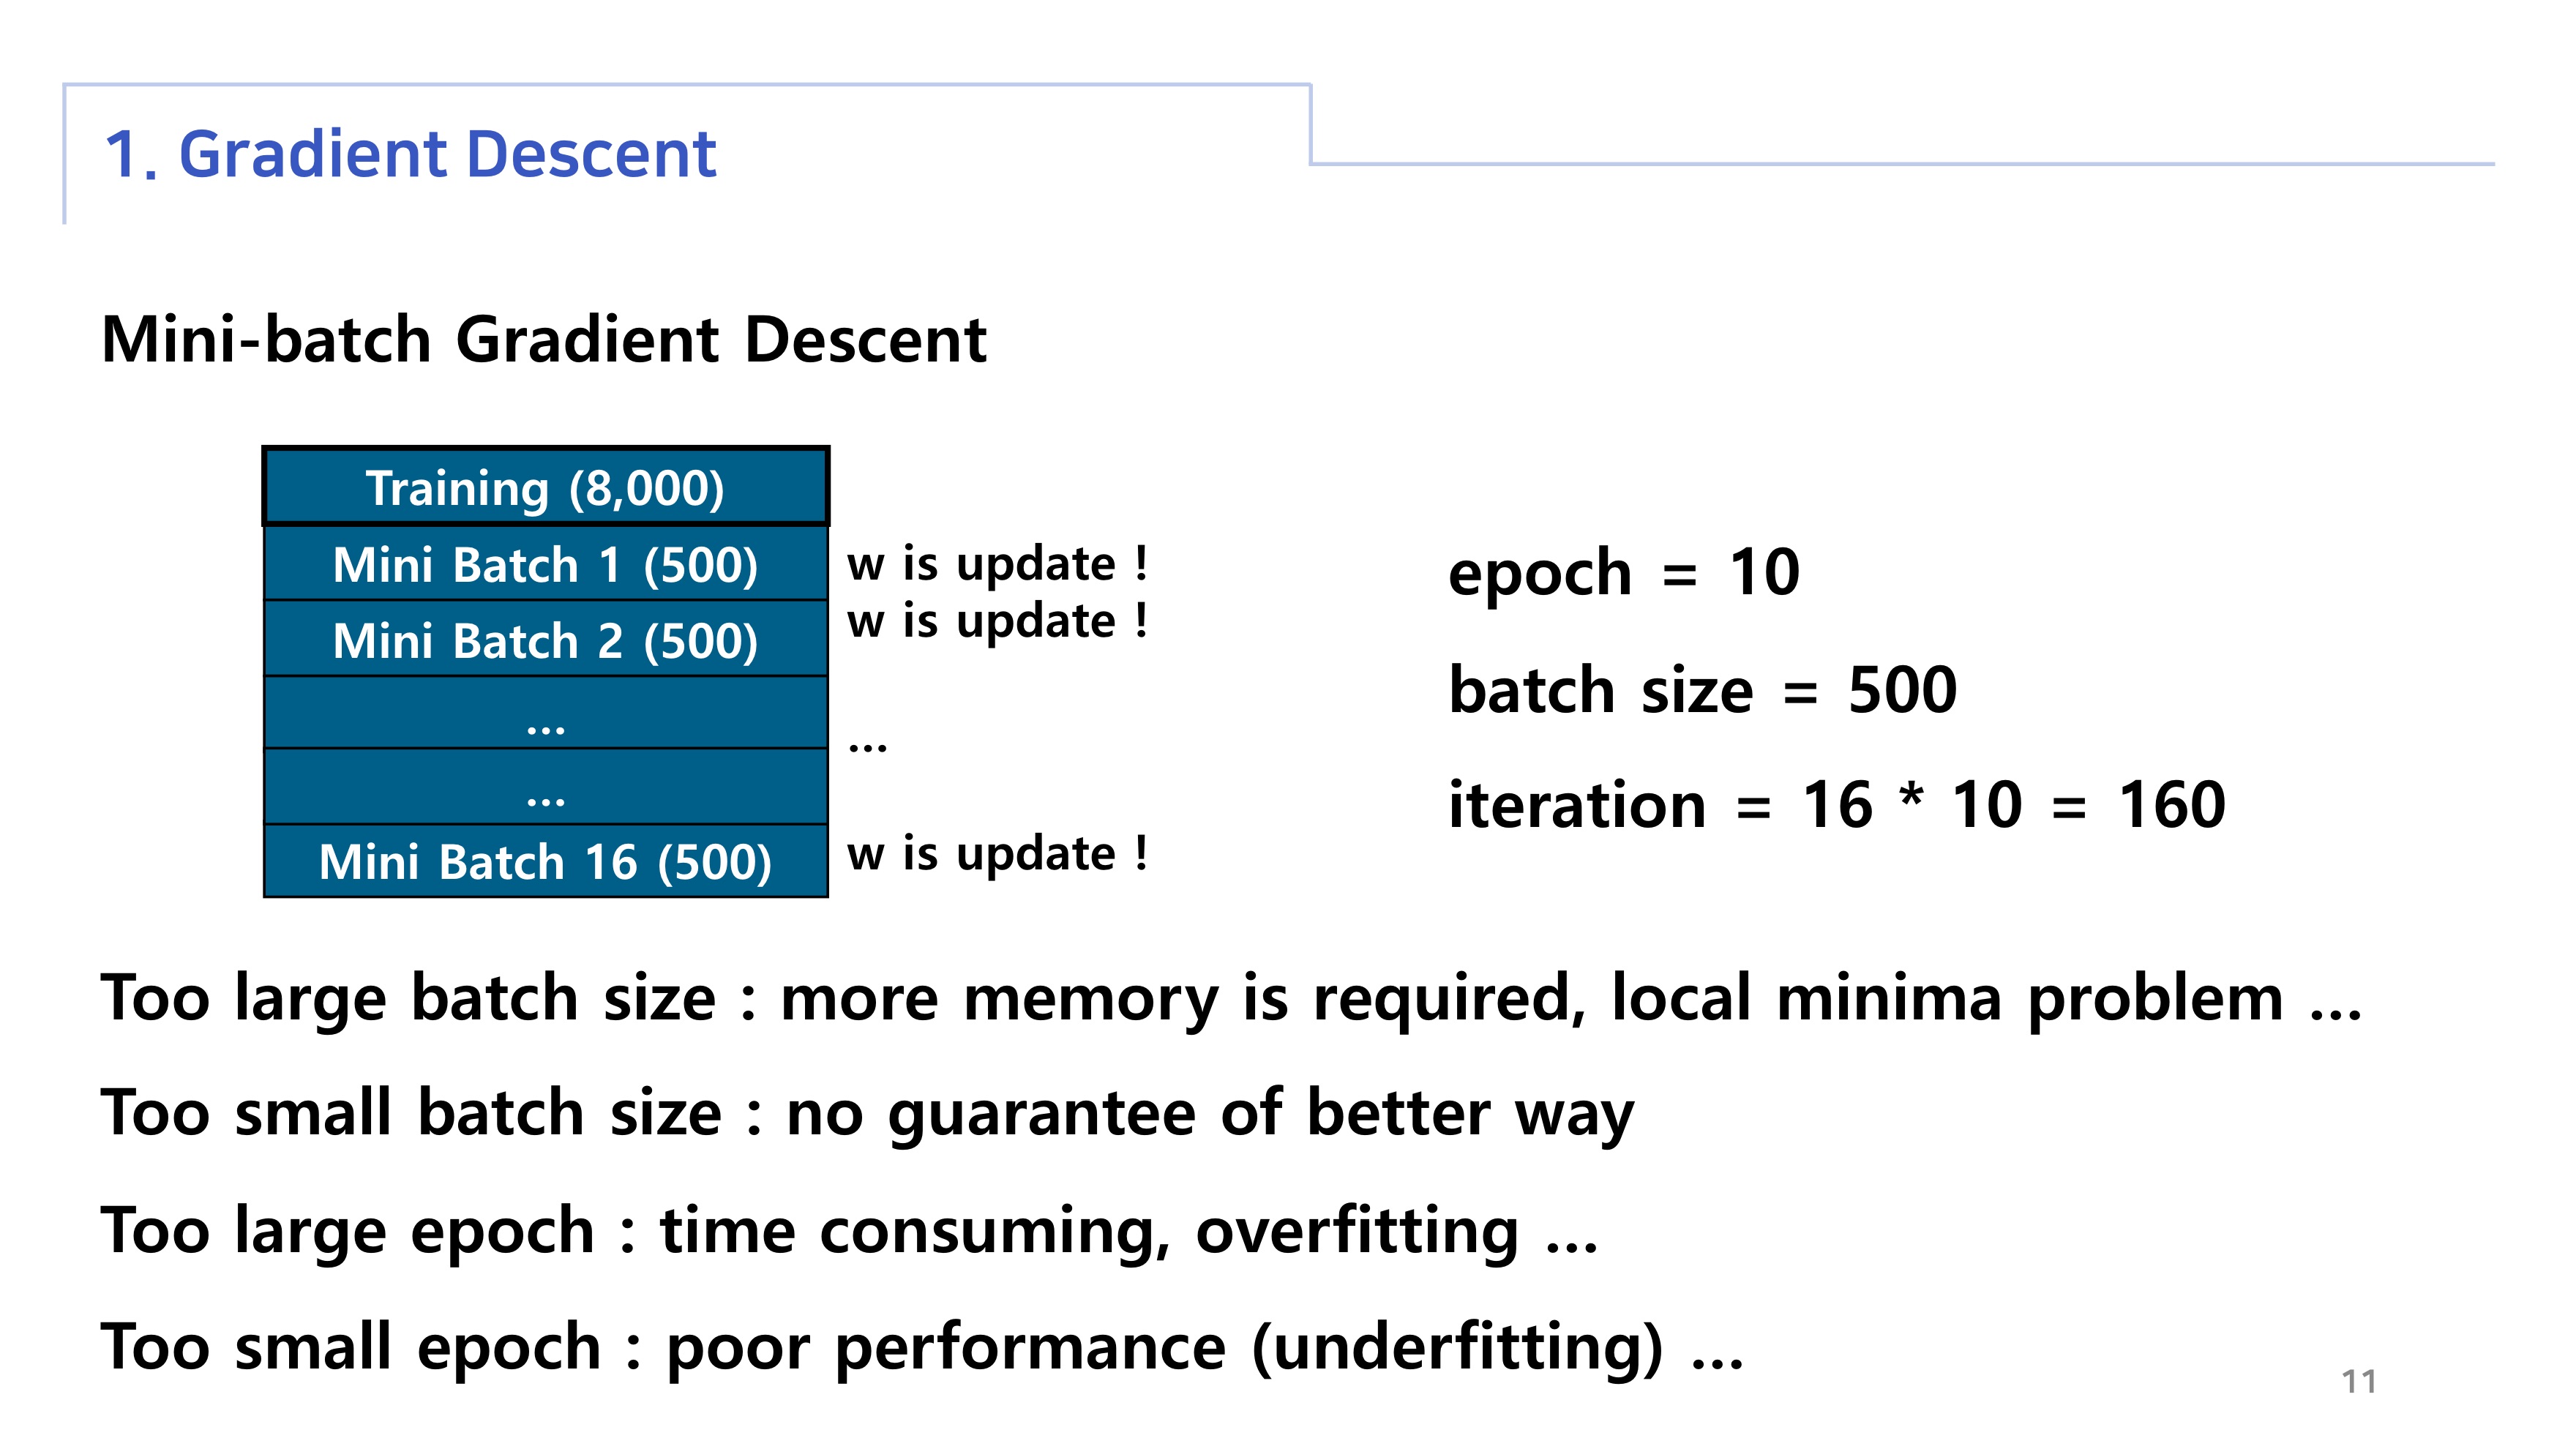 1. Gradient Descent
Mini-batch Gradient Descent
Training (8,000)
Mini Batch 1 (500)
w is update !
Mini Batch 2 (500)
w is update !
...
...
...
Mini Batch 16 (500)
w is update !
epoch = 10
batch size = 500
iteration = 16 * 10 = 160
Too large batch size : more memory is required, local minima problem ...
Too small batch size : no guarantee of better way
Too large epoch : time consuming, overfitting ...
Too small epoch : poor performance (underfitting) ...
11